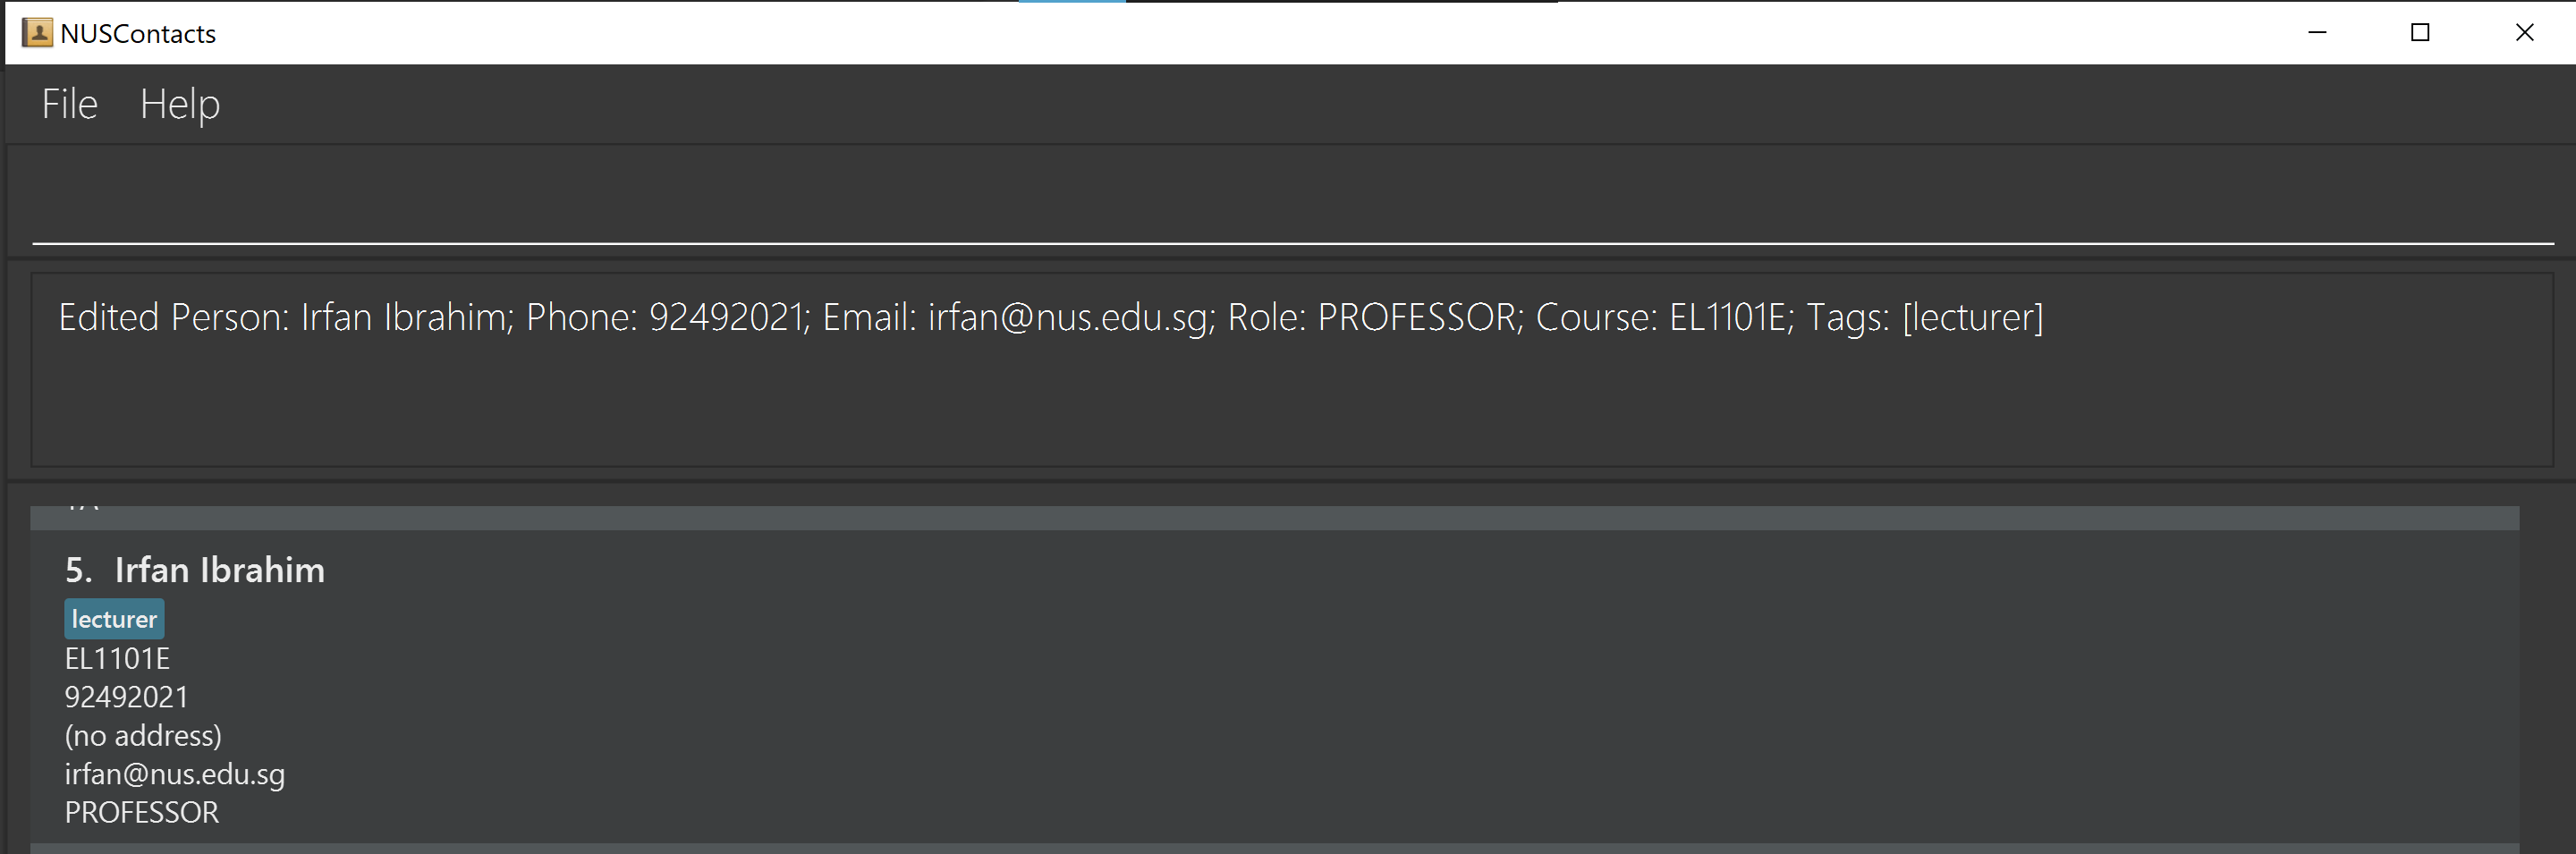 NUSContacts
File Help
Edited Person: Irfan Ibrahim; Phone: 92492021; Email: irfan@nus.edu.sg; Role: PROFESSOR; Course: EL1101E; Tags: [lecturer]
5. Irfan Ibrahim
lecturer
EL1101E
92492021
(no address)
irfan@nus.edu.sg
PROFESSOR